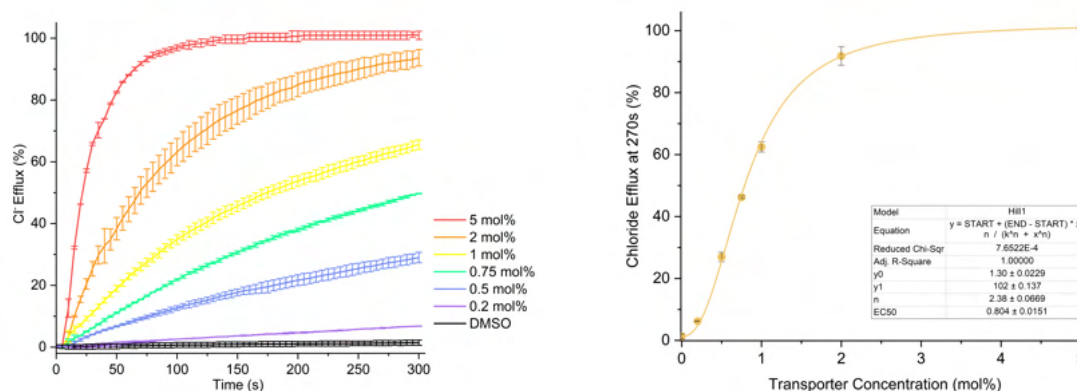 100
80
60
40
20
0
Cl⁻ Efflux (%)
0 50 100 150 200 250 300
Time (s)
5 mol%
2 mol%
1 mol%
0.75 mol%
0.5 mol%
0.2 mol%
DMSO
100
80
60
40
20
0
Chloride Efflux at 270s (%)
0 1 2 3 4
Transporter Concentration (mol%)
Model Hill1
Equation y = START + (END - START) *
n / (k^n + x^n)
Reduced Chi-Sqr 7.6522E-4
Adj. R-Square 1.00000
y0 1.30 ± 0.0229
y1 102 ± 0.137
n 2.38 ± 0.0669
EC50 0.804 ± 0.0151